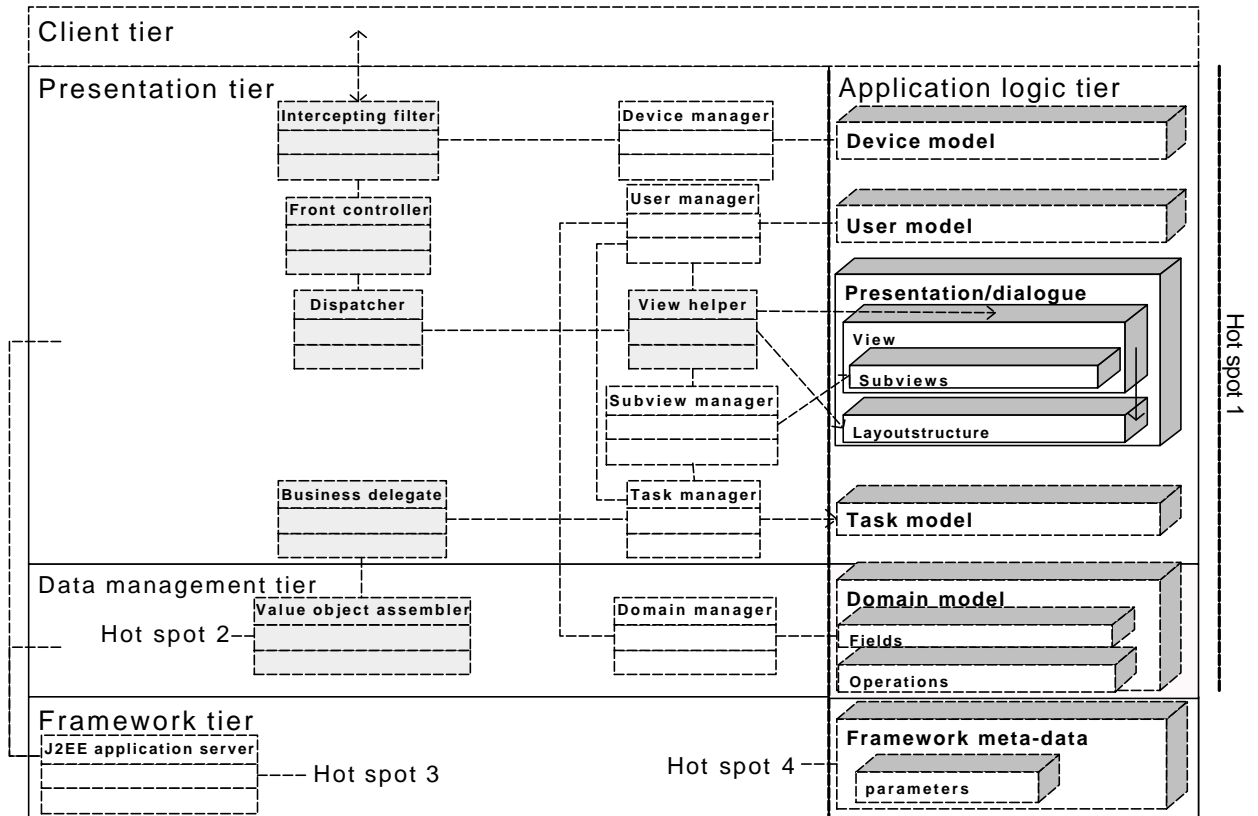 Client tier
Presentation tier
Application logic tier
Intercepting filter
Device manager
Device model
User manager
Front controller
User model
Dispatcher
View helper
Presentation/dialogue
View
Subviews
Subview manager
Layoutstructure
Hot spot 1
Business delegate
Task manager
Task model
Data management tier
Value object assembler
Domain manager
Domain model
Hot spot 2
Fields
Operations
Framework tier
J2EE application server
Framework meta-data
Hot spot 3
Hot spot 4
parameters